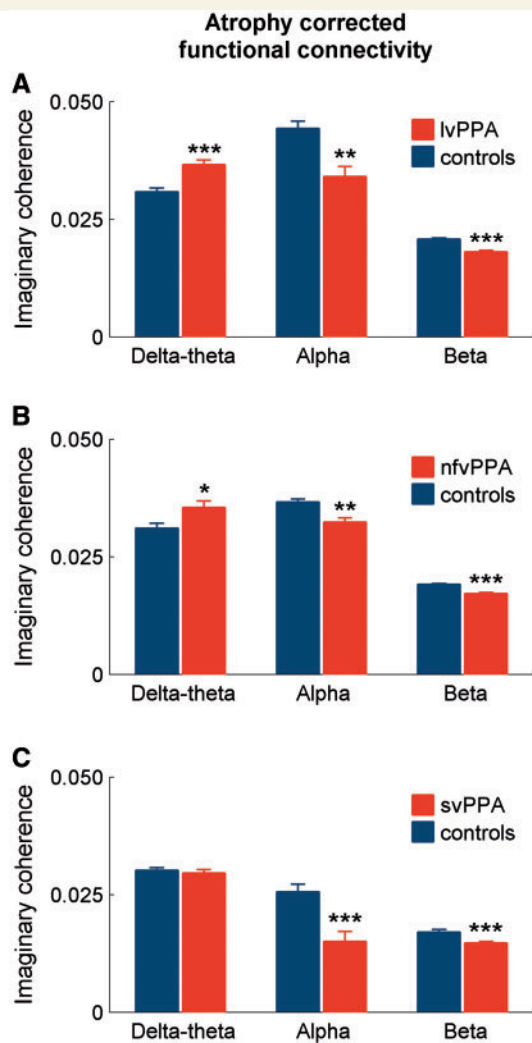 Atrophy corrected
functional connectivity
A
Imaginary coherence
0.050
0.025
0
lvPPA
controls
***
**
***
Delta-theta Alpha Beta
B
Imaginary coherence
0.050
0.025
0
nfvPPA
controls
*
**
***
Delta-theta Alpha Beta
C
Imaginary coherence
0.050
0.025
0
svPPA
controls
***
***
Delta-theta Alpha Beta